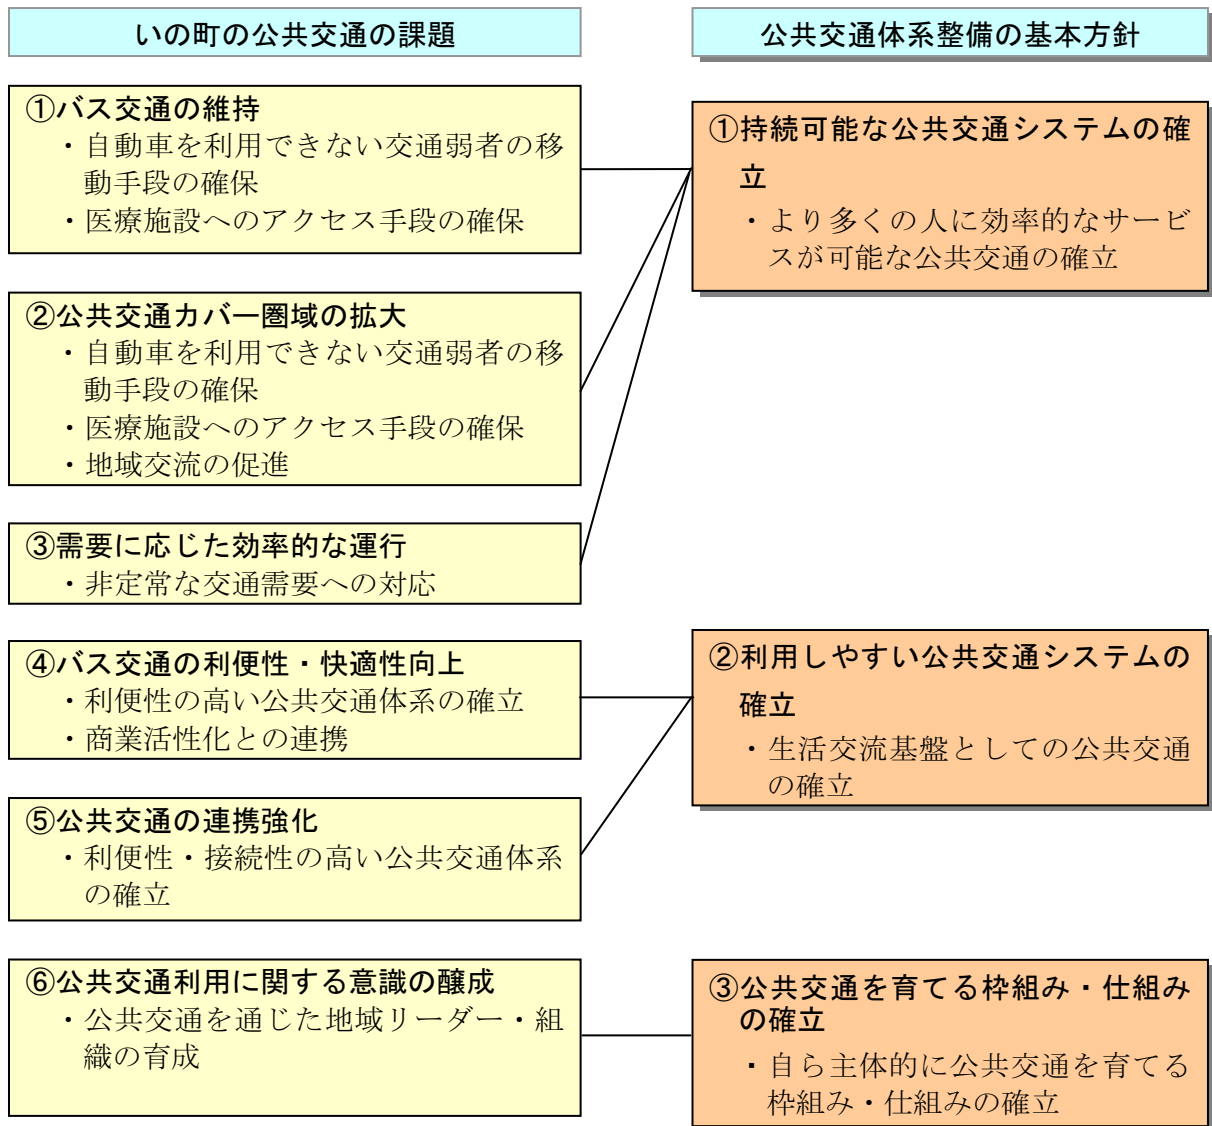 いの町の公共交通の課題
①バス交通の維持
・自動車を利用できない交通弱者の移
動手段の確保
・医療施設へのアクセス手段の確保
②公共交通カバー圏域の拡大
・自動車を利用できない交通弱者の移
動手段の確保
・医療施設へのアクセス手段の確保
・地域交流の促進
③需要に応じた効率的な運行
・非定常な交通需要への対応
④バス交通の利便性・快適性向上
・利便性の高い公共交通体系の確立
・商業活性化との連携
⑤公共交通の連携強化
・利便性・接続性の高い公共交通体系
の確立
⑥公共交通利用に関する意識の醸成
・公共交通を通じた地域リーダー・組
織の育成
公共交通体系整備の基本方針
①持続可能な公共交通システムの確
立
・より多くの人に効率的なサービ
スが可能な公共交通の確立
②利用しやすい公共交通システムの
確立
・生活交流基盤としての公共交通
の確立
③公共交通を育てる枠組み・仕組み
の確立
・自ら主体的に公共交通を育てる
枠組み・仕組みの確立